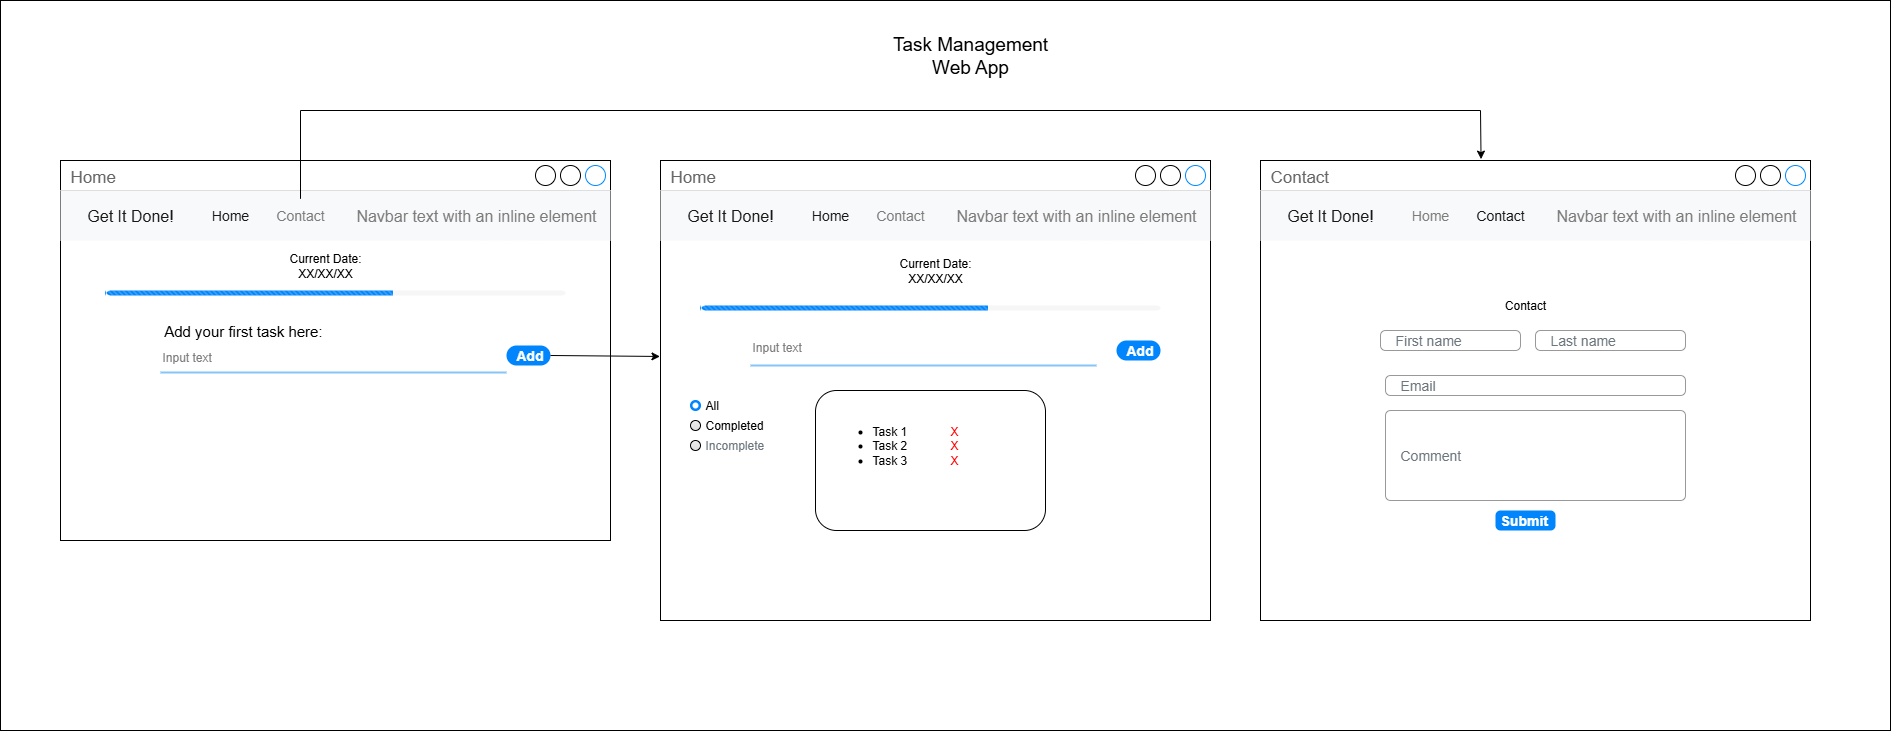 Task Management
Web App
Home
Get It Done!
Home
Contact
Navbar text with an inline element
Current Date:
XX/XX/XX
Add your first task here:
Input text
Add
Home
Get It Done!
Home
Contact
Navbar text with an inline element
Current Date:
XX/XX/XX
Input text
Add
All
Completed
Incomplete
Task 1 X
Task 2 X
Task 3 X
Contact
Get It Done!
Home
Contact
Navbar text with an inline element
Contact
First name
Last name
Email
Comment
Submit